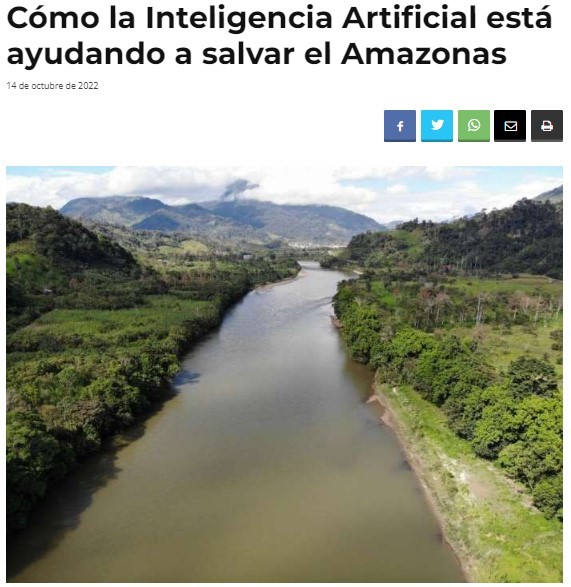 Cómo la Inteligencia Artificial está
ayudando a salvar el Amazonas
14 de octubre de 2022